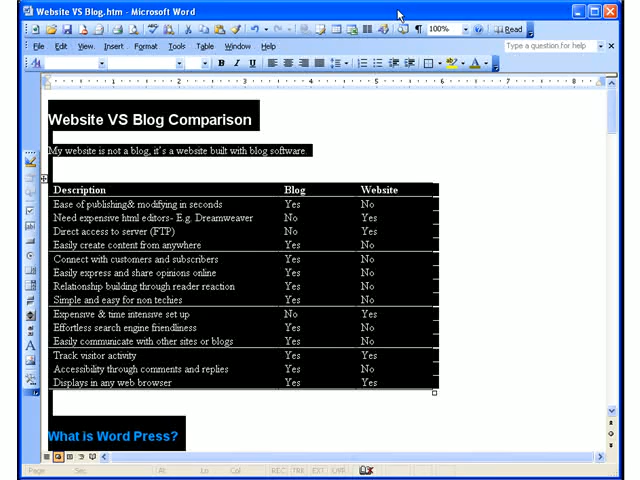 Website VS Blog.htm - Microsoft Word
100%
Read
File Edit View Insert Format Tools Table Window Help
Type a question for help
B I U
1 2 3 4 5 6 7 8
Website VS Blog Comparison
My website is not a blog, it's a website built with blog software.
Description Blog Website
Ease of publishing& modifying in seconds Yes No
Need expensive html editors- E.g. Dreamweaver No Yes
Direct access to server (FTP) No Yes
Easily create content from anywhere Yes No
Connect with customers and subscribers Yes No
Easily express and share opinions online Yes No
Relationship building through reader reaction Yes No
Simple and easy for non techies Yes No
Expensive & time intensive set up No Yes
Effortless search engine friendliness Yes No
Easily communicate with other sites or blogs Yes No
Track visitor activity Yes Yes
Accessibility through comments and replies Yes No
Displays in any web browser Yes Yes
What is Word Press?
Page Sec At Ln Col REC TRK EXT OVR